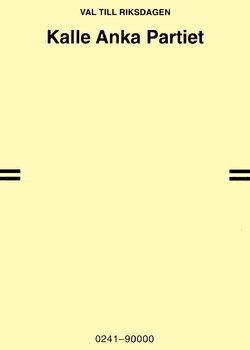 VAL TILL RIKSDAGEN
Kalle Anka Partiet
0241–90000